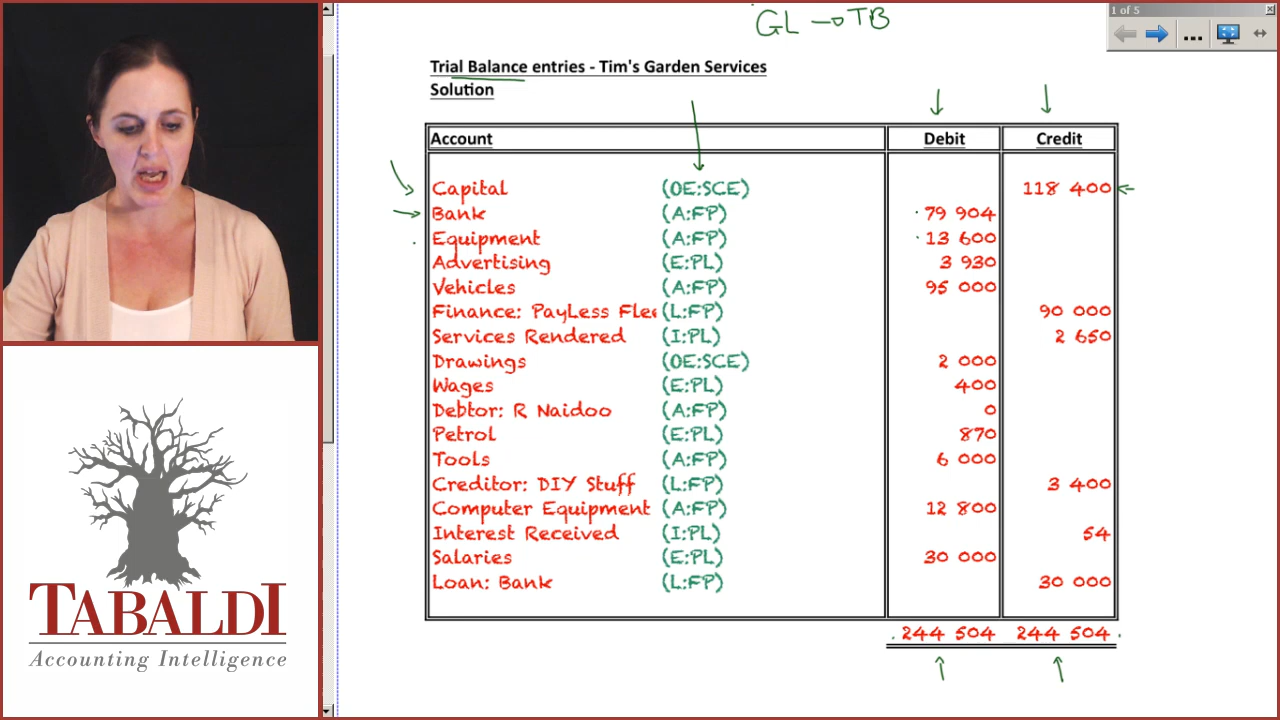 GL → TB
1 of 5
Trial Balance entries - Tim's Garden Services
Solution
Account Debit Credit
Capital (OE:SCE) 118 400
Bank (A:FP) 79 904
Equipment (A:FP) 13 600
Advertising (E:PL) 3 930
Vehicles (A:FP) 95 000
Finance: PayLess Flee (L:FP) 90 000
Services Rendered (I:PL) 2 650
Drawings (OE:SCE) 2 000
Wages (E:PL) 400
Debtor: R Naidoo (A:FP) 0
Petrol (E:PL) 870
Tools (A:FP) 6 000
Creditor: DIY Stuff (L:FP) 3 400
Computer Equipment (A:FP) 12 800
Interest Received (I:PL) 54
Salaries (E:PL) 30 000
Loan: Bank (L:FP) 30 000
244 504 244 504
TABALDI
Accounting Intelligence